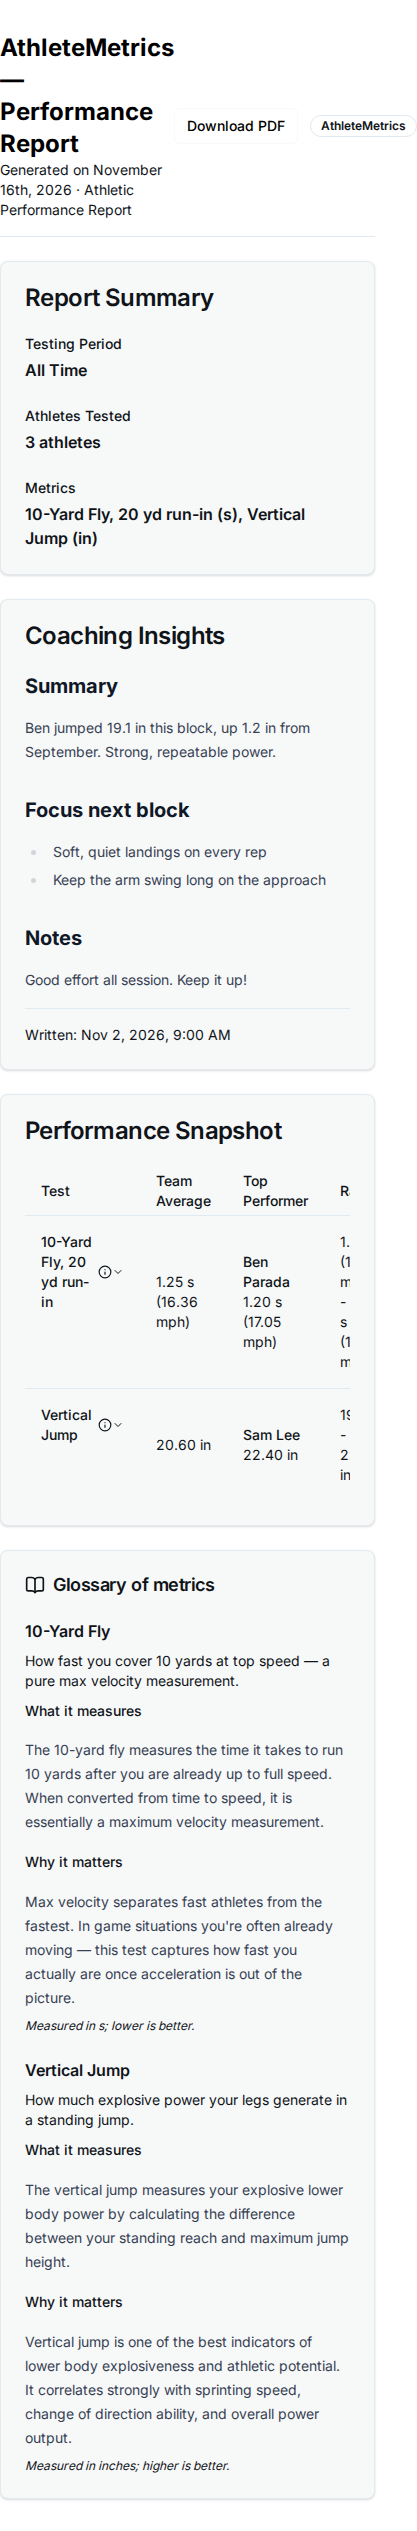 AthleteMetrics
—
Performance
Report
Generated on November
16th, 2026 · Athletic
Performance Report
Download PDF
AthleteMetrics
Report Summary
Testing Period
All Time
Athletes Tested
3 athletes
Metrics
10-Yard Fly, 20 yd run-in (s), Vertical
Jump (in)
Coaching Insights
Summary
Ben jumped 19.1 in this block, up 1.2 in from
September. Strong, repeatable power.
Focus next block
Soft, quiet landings on every rep
Keep the arm swing long on the approach
Notes
Good effort all session. Keep it up!
Written: Nov 2, 2026, 9:00 AM
Performance Snapshot
Test
Team
Average
Top
Performer
10-Yard
Fly, 20
yd run-
in
1.25 s
(16.36
mph)
Ben
Parada
1.20 s
(17.05
mph)
Vertical
Jump
20.60 in
Sam Lee
22.40 in
Glossary of metrics
10-Yard Fly
How fast you cover 10 yards at top speed — a
pure max velocity measurement.
What it measures
The 10-yard fly measures the time it takes to run
10 yards after you are already up to full speed.
When converted from time to speed, it is
essentially a maximum velocity measurement.
Why it matters
Max velocity separates fast athletes from the
fastest. In game situations you're often already
moving — this test captures how fast you
actually are once acceleration is out of the
picture.
Measured in s; lower is better.
Vertical Jump
How much explosive power your legs generate in
a standing jump.
What it measures
The vertical jump measures your explosive lower
body power by calculating the difference
between your standing reach and maximum jump
height.
Why it matters
Vertical jump is one of the best indicators of
lower body explosiveness and athletic potential.
It correlates strongly with sprinting speed,
change of direction ability, and overall power
output.
Measured in inches; higher is better.